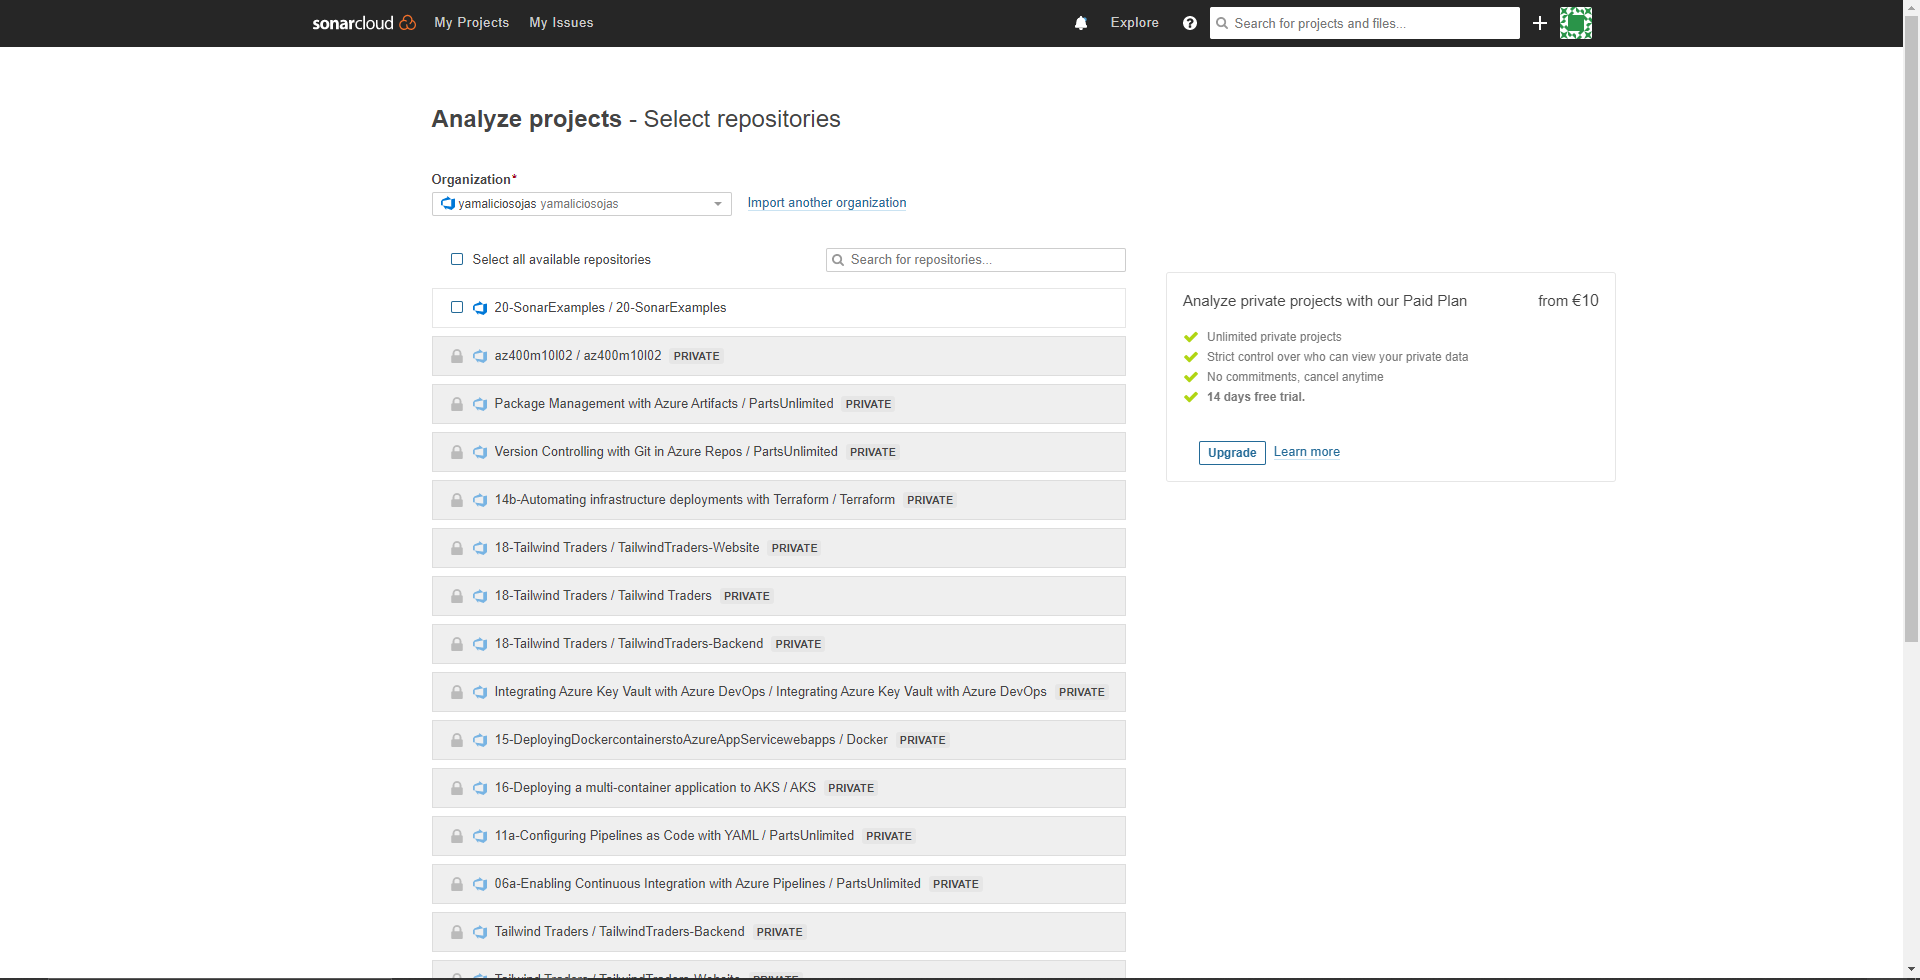 sonarcloud My Projects My Issues Explore Search for projects and files...
Analyze projects - Select repositories
Organization*
yamaliciosojas yamaliciosojas Import another organization
Select all available repositories Search for repositories...
20-SonarExamples / 20-SonarExamples
az400m10l02 / az400m10l02 PRIVATE
Package Management with Azure Artifacts / PartsUnlimited PRIVATE
Version Controlling with Git in Azure Repos / PartsUnlimited PRIVATE
14b-Automating infrastructure deployments with Terraform / Terraform PRIVATE
18-Tailwind Traders / TailwindTraders-Website PRIVATE
18-Tailwind Traders / Tailwind Traders PRIVATE
18-Tailwind Traders / TailwindTraders-Backend PRIVATE
Integrating Azure Key Vault with Azure DevOps / Integrating Azure Key Vault with Azure DevOps PRIVATE
15-DeployingDockercontainerstoAzureAppServicewebapps / Docker PRIVATE
16-Deploying a multi-container application to AKS / AKS PRIVATE
11a-Configuring Pipelines as Code with YAML / PartsUnlimited PRIVATE
06a-Enabling Continuous Integration with Azure Pipelines / PartsUnlimited PRIVATE
Tailwind Traders / TailwindTraders-Backend PRIVATE
Tailwind Traders / TailwindTraders-Website PRIVATE
Analyze private projects with our Paid Plan from €10
Unlimited private projects
Strict control over who can view your private data
No commitments, cancel anytime
14 days free trial.
Upgrade Learn more